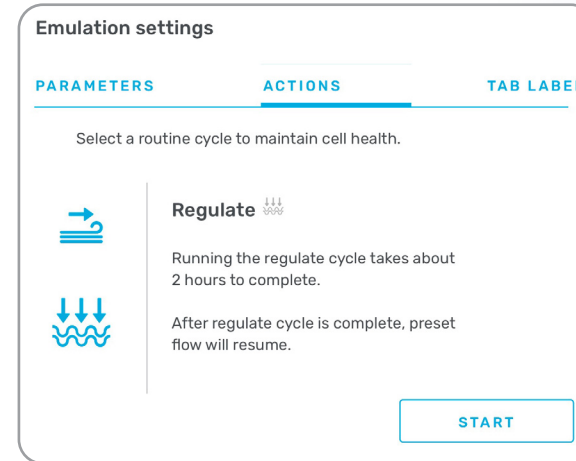 Emulation settings
PARAMETERS ACTIONS TAB LABEL
Select a routine cycle to maintain cell health.
Regulate
Running the regulate cycle takes about
2 hours to complete.
After regulate cycle is complete, preset
flow will resume.
START